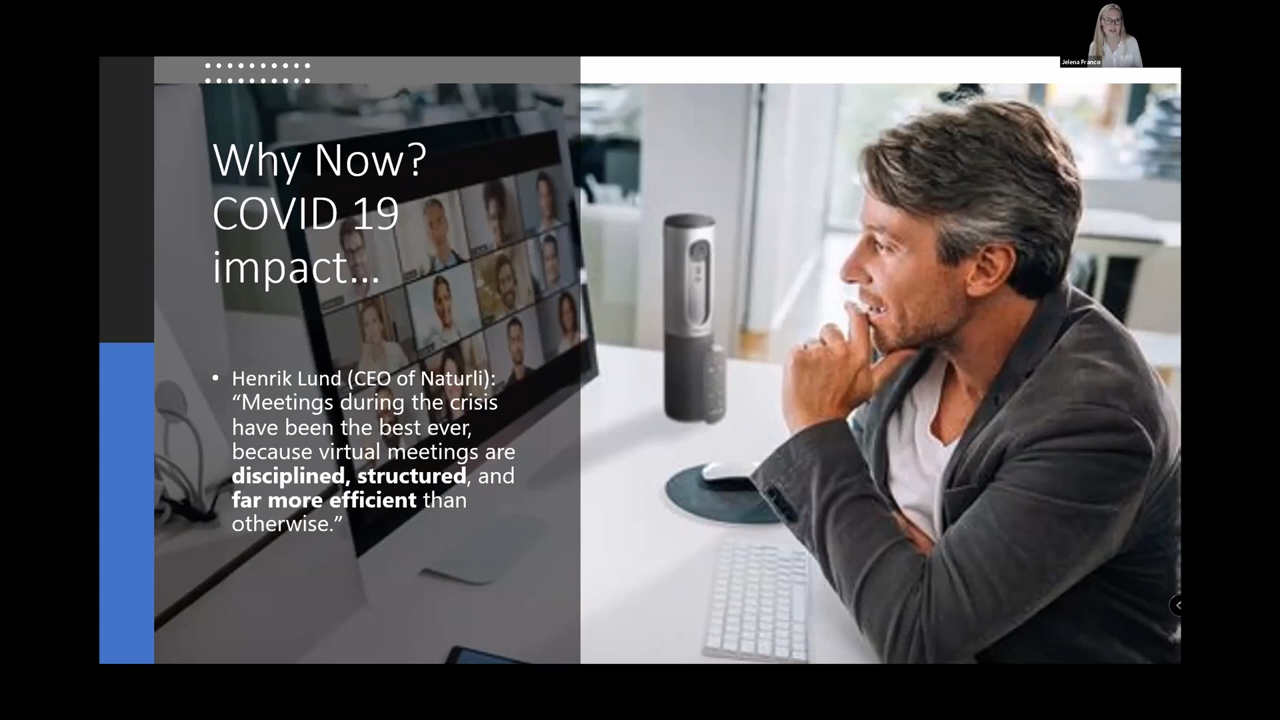 Jelena Franco
Why Now?
COVID 19
impact...
• Henrik Lund (CEO of Naturli):
“Meetings during the crisis
have been the best ever,
because virtual meetings are
disciplined, structured, and
far more efficient than
otherwise.”